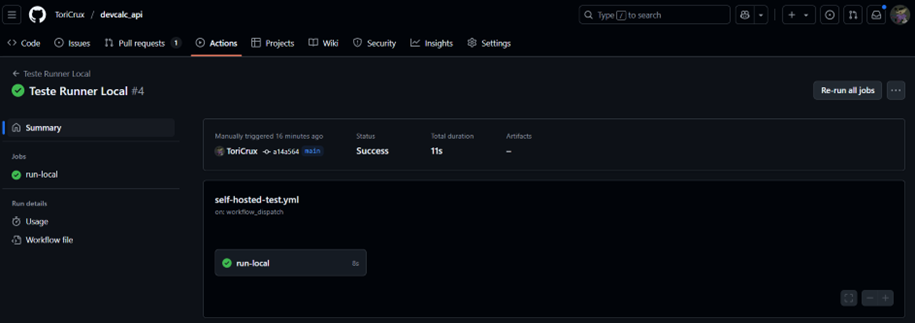 ToriCrux / devcalc_api
Type / to search
Code
Issues
Pull requests 1
Actions
Projects
Wiki
Security
Insights
Settings
← Teste Runner Local
Teste Runner Local #4
Re-run all jobs
...
Summary
Jobs
run-local
Run details
Usage
Workflow file
Manually triggered 16 minutes ago
ToriCrux a14a564 main
Status
Success
Total duration
11s
Artifacts
–
self-hosted-test.yml
on: workflow_dispatch
run-local 8s